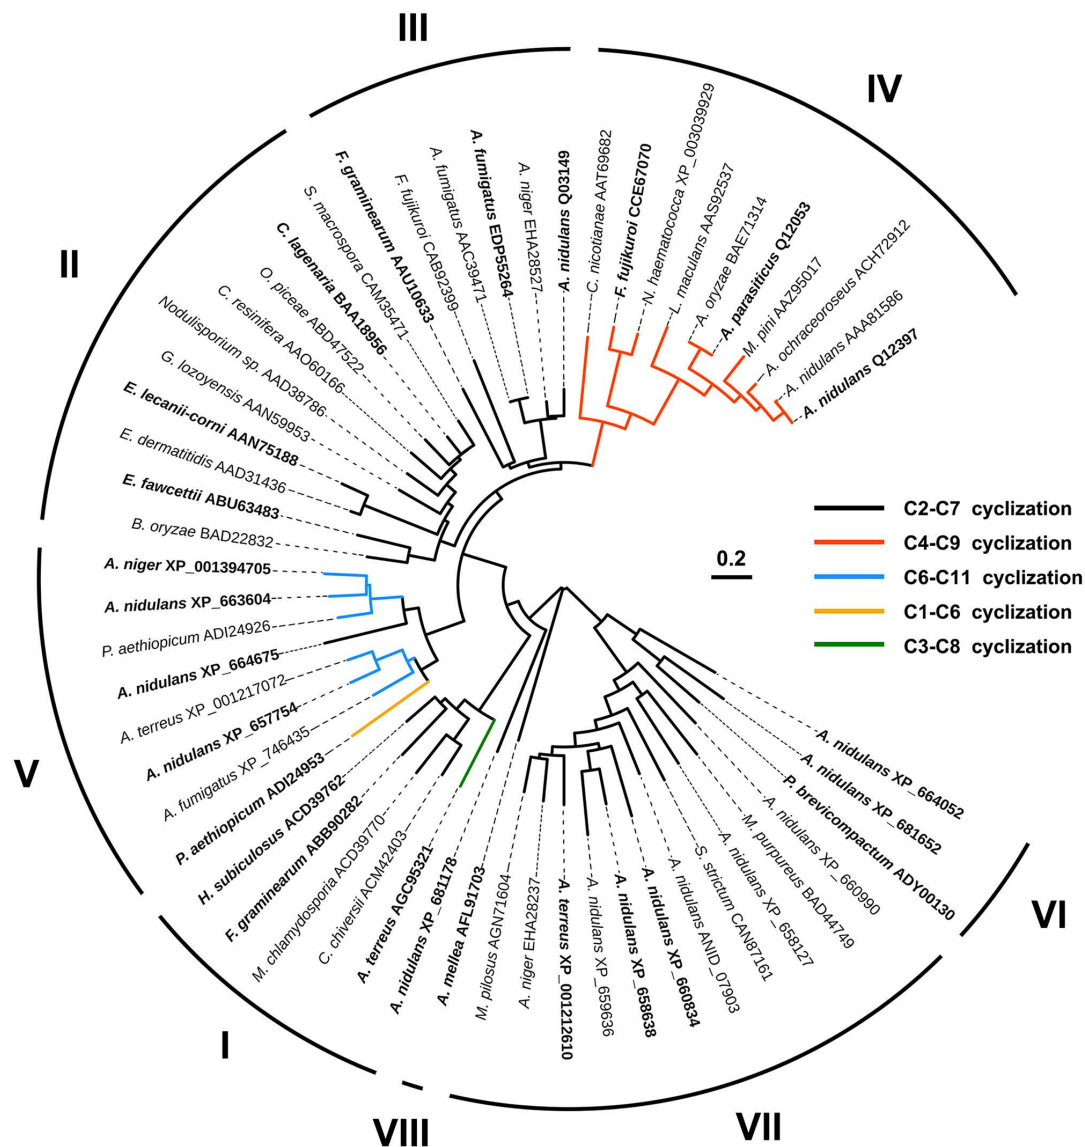 III
IV
II
V
I
VIII
VII
VI
C. nicotianae AAT69682
F. fujikuroi CCE67070
N. haematococca XP_003039929
L. maculans AAS92537
A. oryzae BAE71314
A. parasiticus Q12053
M. pini AAZ95017
A. ochraceoroseus ACH72912
A. nidulans AAA81586
A. nidulans Q12397
A. nidulans Q03149
A. niger EHA28527
A. fumigatus EDP55264
A. fumigatus AAC39471
F. fujikuroi CAB92399
F. graminearum AAU10633
S. macrospora CAM35471
C. lagenaria BAA18956
O. piceae ABD47522
C. resinifera AAO60166
Nodulisporium sp. AAD38786
G. lozoyensis AAN59953
E. lecanii-corni AAN75188
E. dermatitidis AAD31436
E. fawcettii ABU63483
B. oryzae BAD22832
A. niger XP_001394705
A. nidulans XP_663604
P. aethiopicum ADI24926
A. nidulans XP_664675
A. terreus XP_001217072
A. nidulans XP_657754
A. fumigatus XP_746435
P. aethiopicum ADI24953
H. subiculosus ACD39762
F. graminearum ABB90282
M. chlamydosporia ACD39770
C. chiversii ACM42403
A. terreus AGC95321
A. nidulans XP_681178
A. mellea AFL91703
M. pilosus AGN71604
A. niger EHA28237
A. terreus XP_001212610
A. nidulans XP_659636
A. nidulans XP_658638
A. nidulans XP_660834
A. nidulans ANID_07903
S. strictum CAN87161
A. nidulans XP_658127
M. purpureus BAD44749
A. nidulans XP_660990
P. brevicompactum ADY00130
A. nidulans XP_681652
A. nidulans XP_664052
0.2
C2-C7 cyclization
C4-C9 cyclization
C6-C11 cyclization
C1-C6 cyclization
C3-C8 cyclization